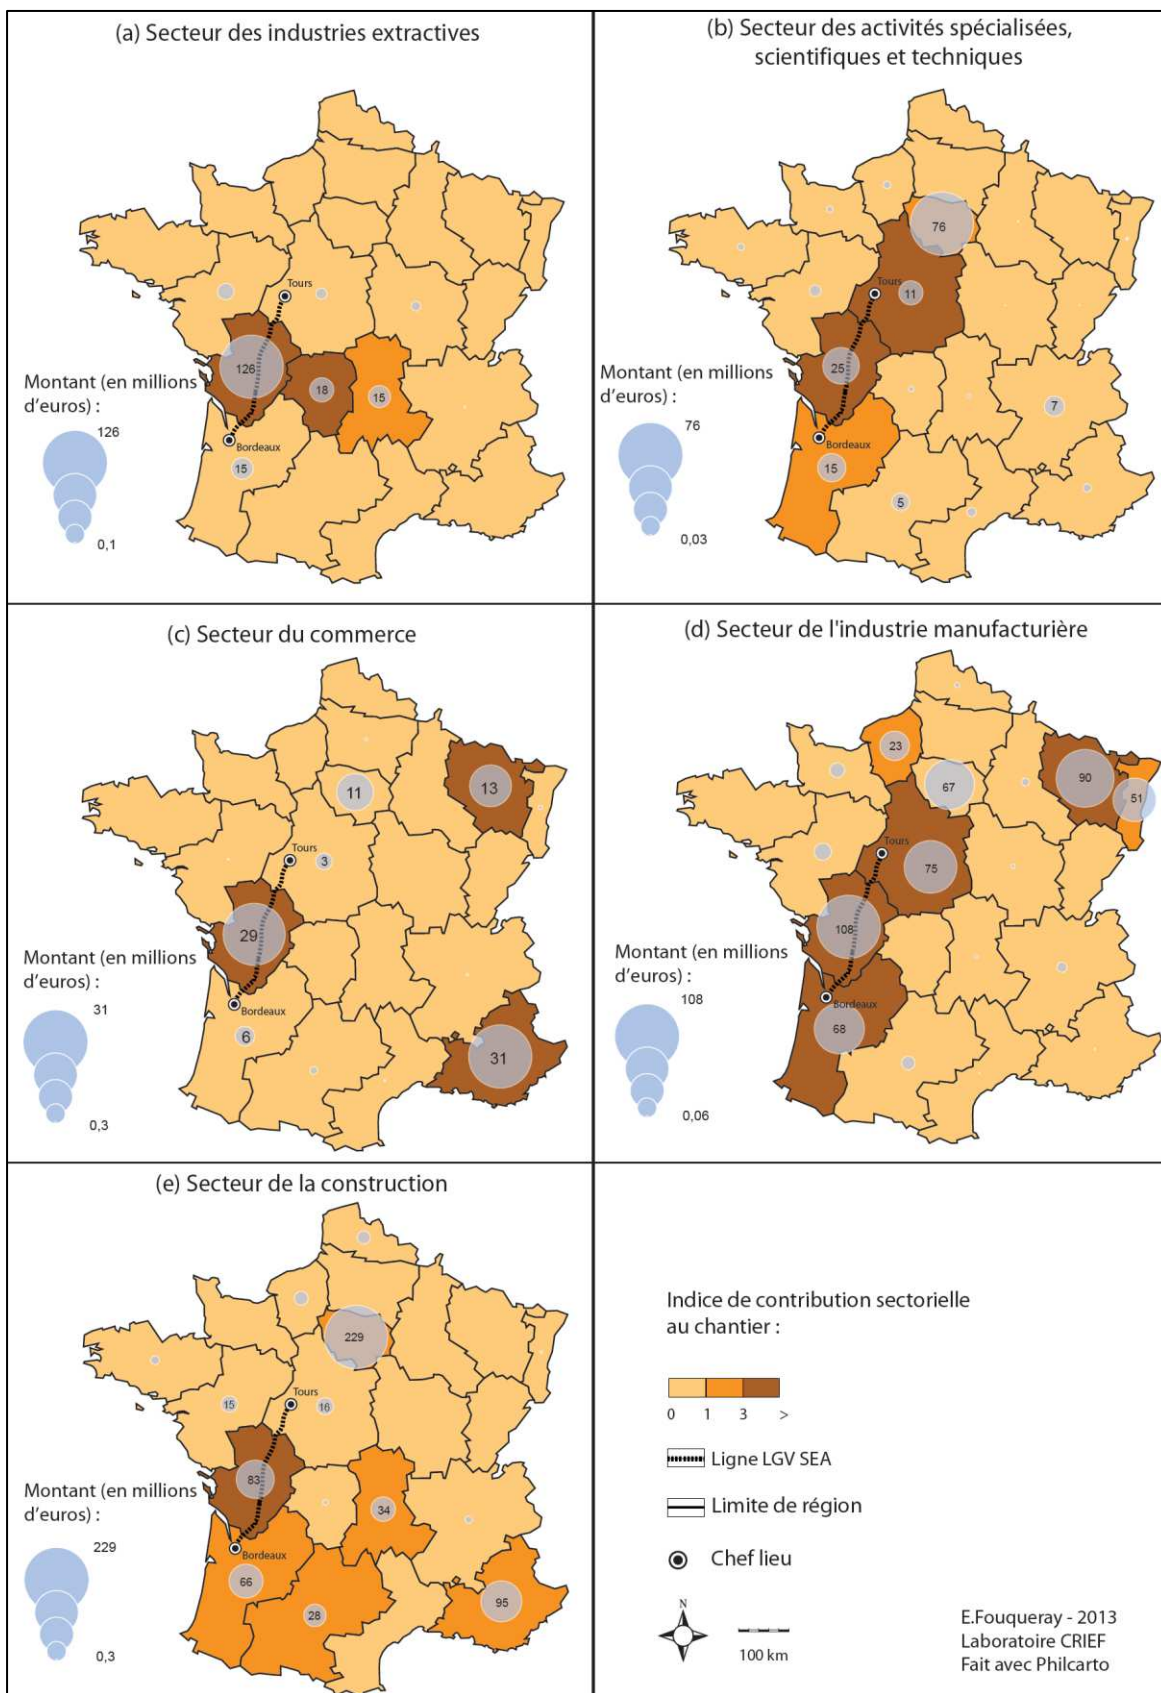 (a) Secteur des industries extractives
Tours
126
18
15
Bordeaux
15
Montant (en millions
d'euros) :
126
0,1
(b) Secteur des activités spécialisées,
scientifiques et techniques
76
Tours
11
25
7
Bordeaux
15
5
Montant (en millions
d'euros) :
76
0,03
(c) Secteur du commerce
13
11
Tours
3
29
Bordeaux
6
31
Montant (en millions
d'euros) :
31
0,3
(d) Secteur de l'industrie manufacturière
23
90
67
51
Tours
75
108
Bordeaux
68
Montant (en millions
d'euros) :
108
0,06
(e) Secteur de la construction
229
Tours
15
16
83
34
Bordeaux
66
28
95
Montant (en millions
d'euros) :
229
0,3
Indice de contribution sectorielle
au chantier :
0 1 3 >
Ligne LGV SEA
Limite de région
Chef lieu
N
100 km
E.Fouqueray - 2013
Laboratoire CRIEF
Fait avec Philcarto